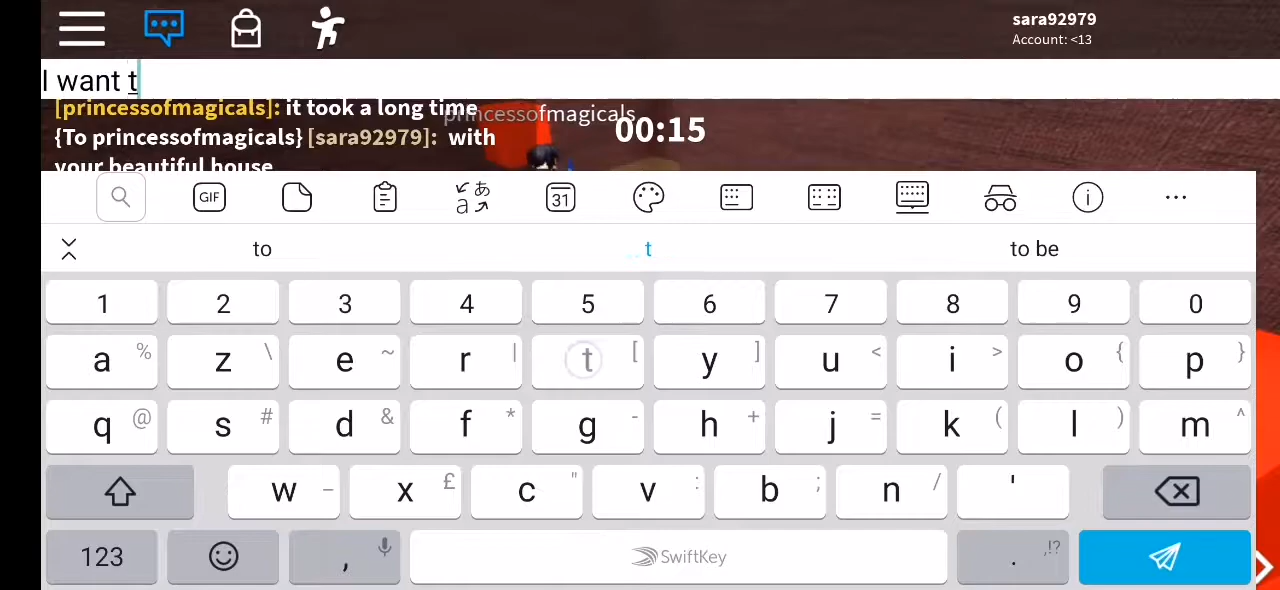 sara92979
Account: <13
I want t
[princessofmagicals]: it took a long time
princessofmagicals
{To princessofmagicals} [sara92979]: with
00:15
your beautiful house
GIF
あ
a
31
to
t
to be
1 2 3 4 5 6 7 8 9 0
a % z \ e ~ r | t [ y ] u < i > o { p }
q @ s # d & f * g - h + j = k ( l ) m ^
w _ x £ c " v : b ; n / '
123 , SwiftKey . ,!?